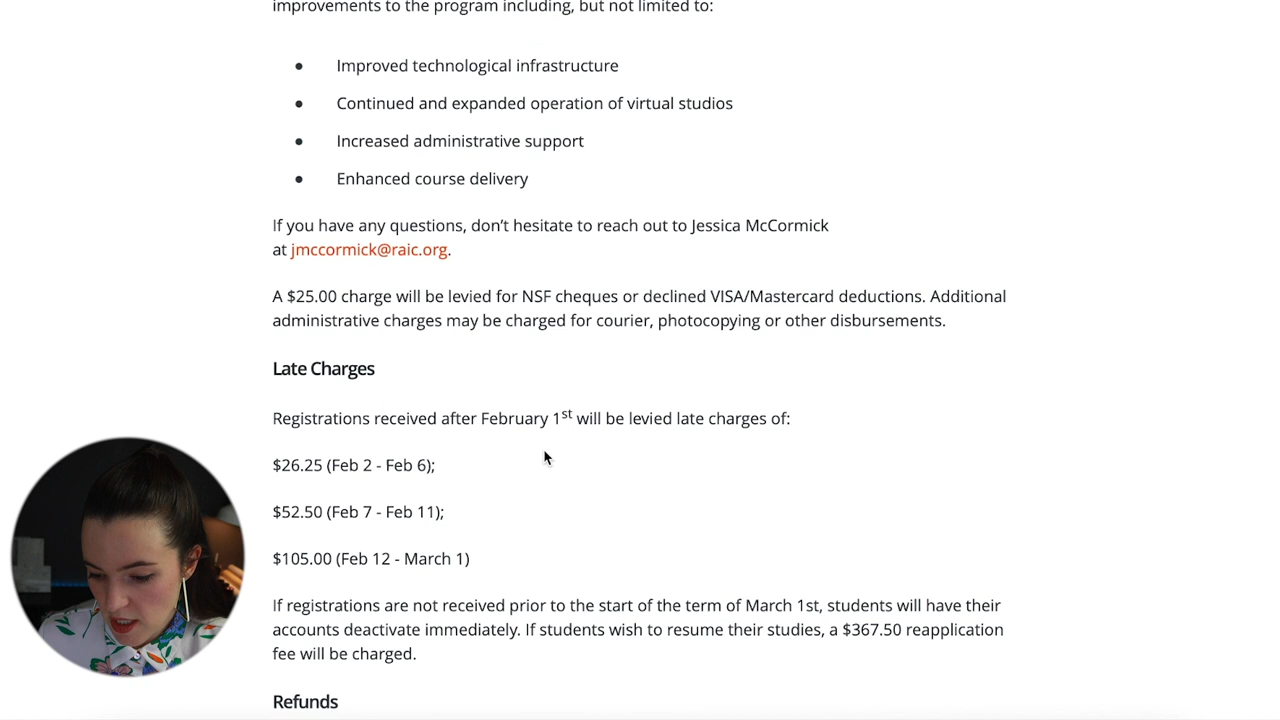 improvements to the program including, but not limited to:
• Improved technological infrastructure
• Continued and expanded operation of virtual studios
• Increased administrative support
• Enhanced course delivery
If you have any questions, don’t hesitate to reach out to Jessica McCormick
at jmccormick@raic.org.
A $25.00 charge will be levied for NSF cheques or declined VISA/Mastercard deductions. Additional
administrative charges may be charged for courier, photocopying or other disbursements.
Late Charges
Registrations received after February 1st will be levied late charges of:
$26.25 (Feb 2 - Feb 6);
$52.50 (Feb 7 - Feb 11);
$105.00 (Feb 12 - March 1)
If registrations are not received prior to the start of the term of March 1st, students will have their
accounts deactivate immediately. If students wish to resume their studies, a $367.50 reapplication
fee will be charged.
Refunds